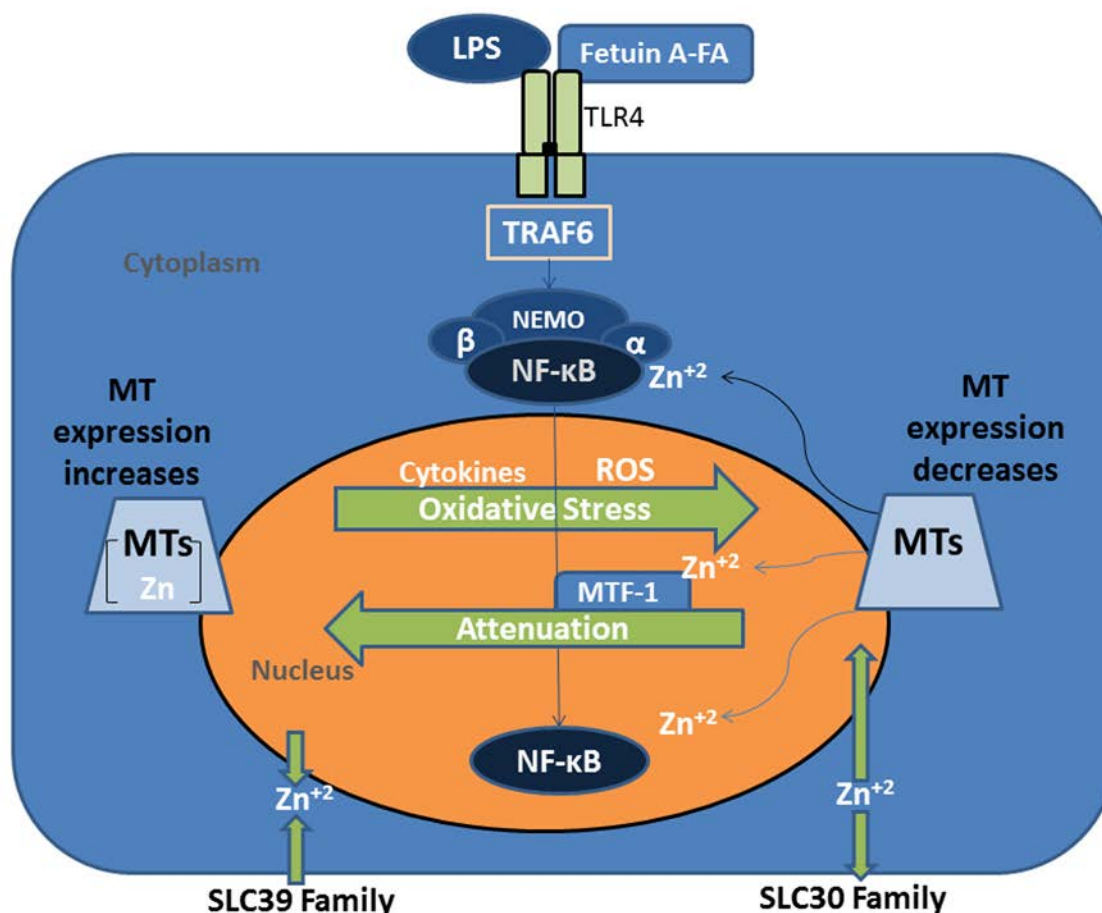 LPS
Fetuin A-FA
TLR4
TRAF6
Cytoplasm
NEMO
β
α
NF-κB
Zn⁺²
MT
expression
increases
MT
expression
decreases
Cytokines
ROS
Oxidative Stress
MTs
Zn
MTs
Zn⁺²
MTF-1
Attenuation
Nucleus
Zn⁺²
NF-κB
Zn⁺²
Zn⁺²
SLC39 Family
SLC30 Family